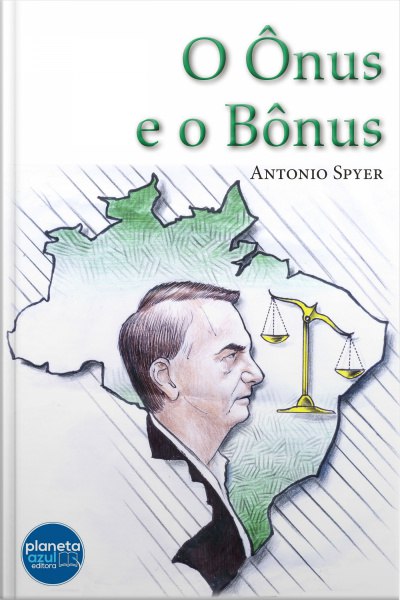 O Ônus
e o Bônus
ANTONIO SPYER
planeta
azul
editora